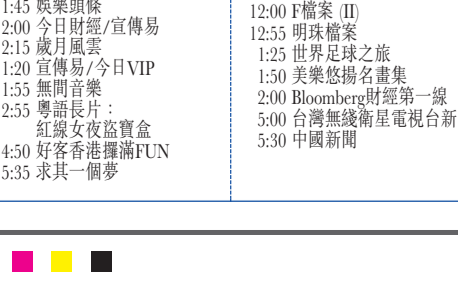 1:45 娛樂頭條
2:00 今日財經/宣傳易
2:15 歲月風雲
1:20 宣傳易/今日VIP
1:55 無間音樂
2:55 粵語長片：
紅線女夜盜寶盒
4:50 好客香港攞滿FUN
5:35 求其一個夢
12:00 F檔案 (II)
12:55 明珠檔案
1:25 世界足球之旅
1:50 美樂悠揚名畫集
2:00 Bloomberg財經第一線
5:00 台灣無綫衛星電視台新
5:30 中國新聞